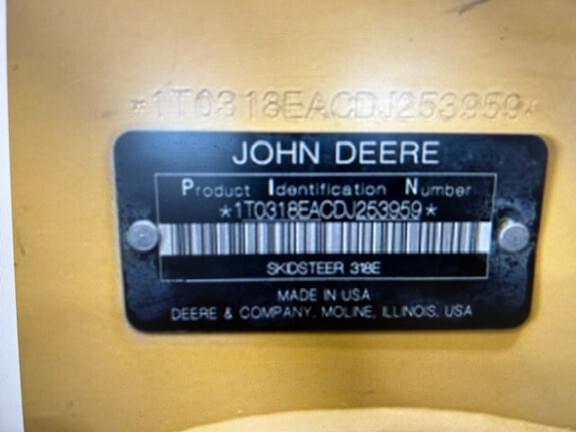 *1T0318EACDJ253959*
JOHN DEERE
Product Identification Number
*1T0318EACDJ253959*
SKIDSTEER 318E
MADE IN USA
DEERE & COMPANY, MOLINE, ILLINOIS, USA